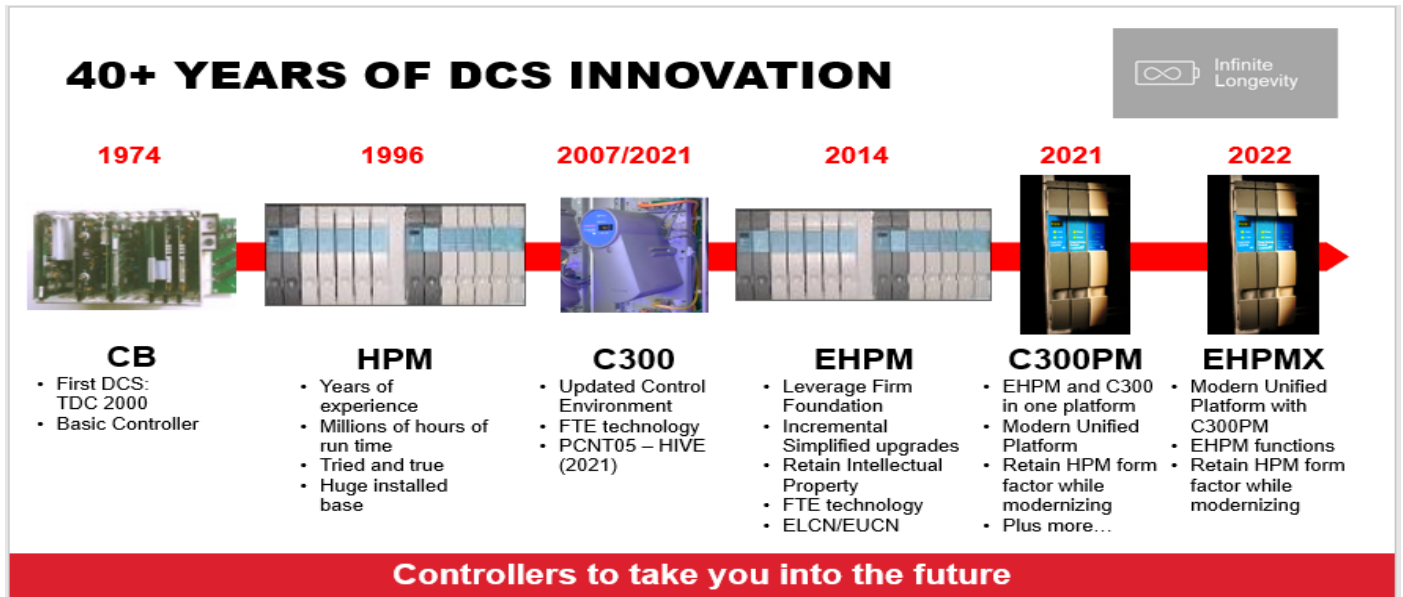 40+ YEARS OF DCS INNOVATION
Infinite
Longevity
1974
1996
2007/2021
2014
2021
2022
CB
• First DCS:
TDC 2000
• Basic Controller
HPM
• Years of
experience
• Millions of hours of
run time
• Tried and true
• Huge installed
base
C300
• Updated Control
Environment
• FTE technology
• PCNT05 – HIVE
(2021)
EHPM
• Leverage Firm
Foundation
• Incremental
Simplified upgrades
• Retain Intellectual
Property
• FTE technology
• ELCN/EUCN
C300PM
• EHPM and C300
in one platform
• Modern Unified
Platform
• Retain HPM form
factor while
modernizing
• Plus more…
EHPMX
• Modern Unified
Platform with
C300PM
• EHPM functions
• Retain HPM form
factor while
modernizing
Controllers to take you into the future